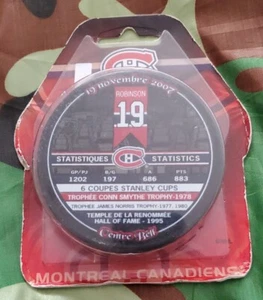 19 novembre 2007
ROBINSON
19
STATISTIQUES STATISTICS
GP/PJ B/G A PTS
1202 197 686 883
6 COUPES STANLEY CUPS
TROPHÉE CONN SMYTHE TROPHY-1978
TROPHÉE JAMES NORRIS TROPHY-1977, 1980
TEMPLE DE LA RENOMMÉE
HALL OF FAME - 1995
Centre Bell
MONTREAL CANADIENS